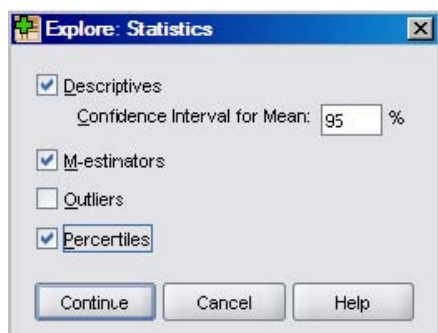 Explore: Statistics
Descriptives
Confidence Interval for Mean: 95 %
M-estimators
Outliers
Percentiles
Continue Cancel Help